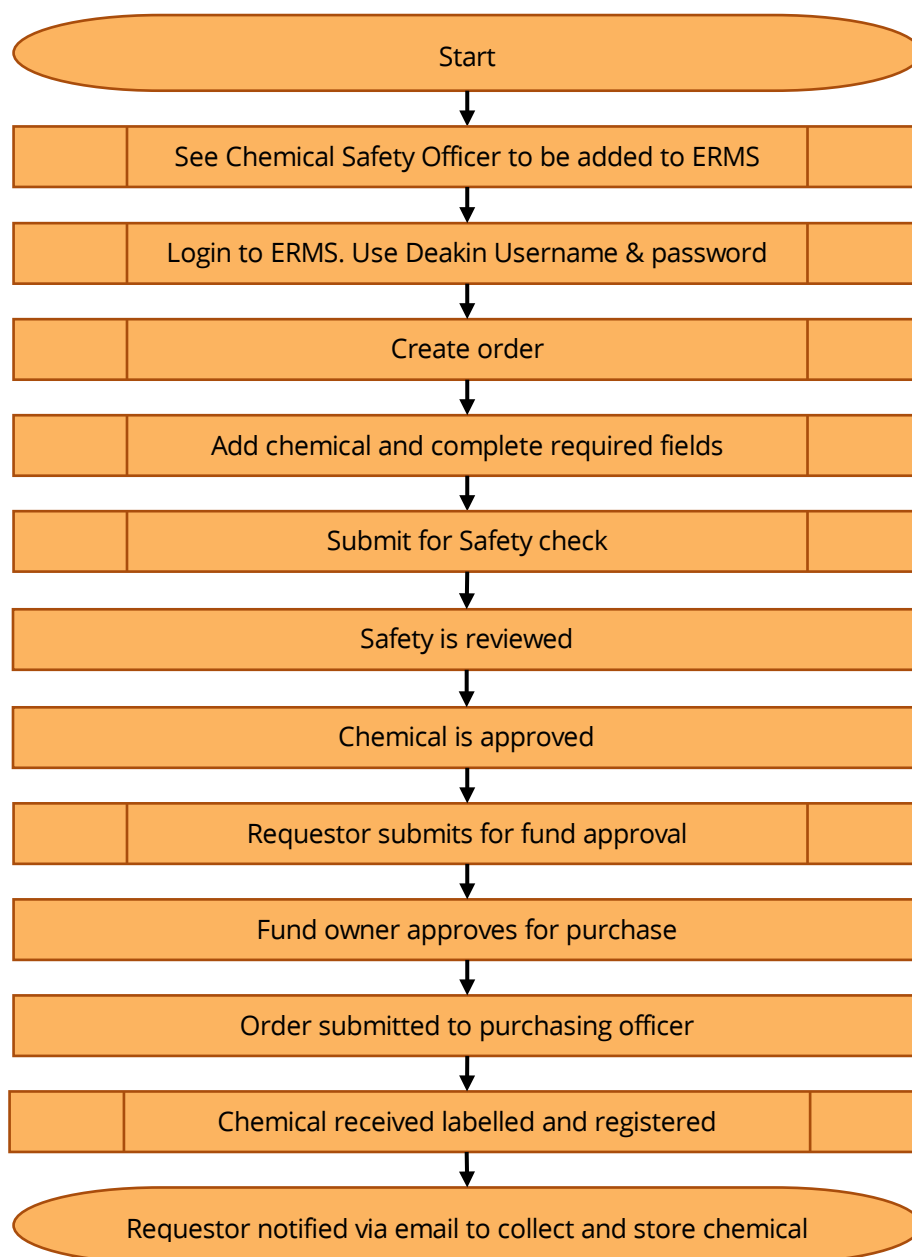 Start
See Chemical Safety Officer to be added to ERMS
Login to ERMS. Use Deakin Username & password
Create order
Add chemical and complete required fields
Submit for Safety check
Safety is reviewed
Chemical is approved
Requestor submits for fund approval
Fund owner approves for purchase
Order submitted to purchasing officer
Chemical received labelled and registered
Requestor notified via email to collect and store chemical